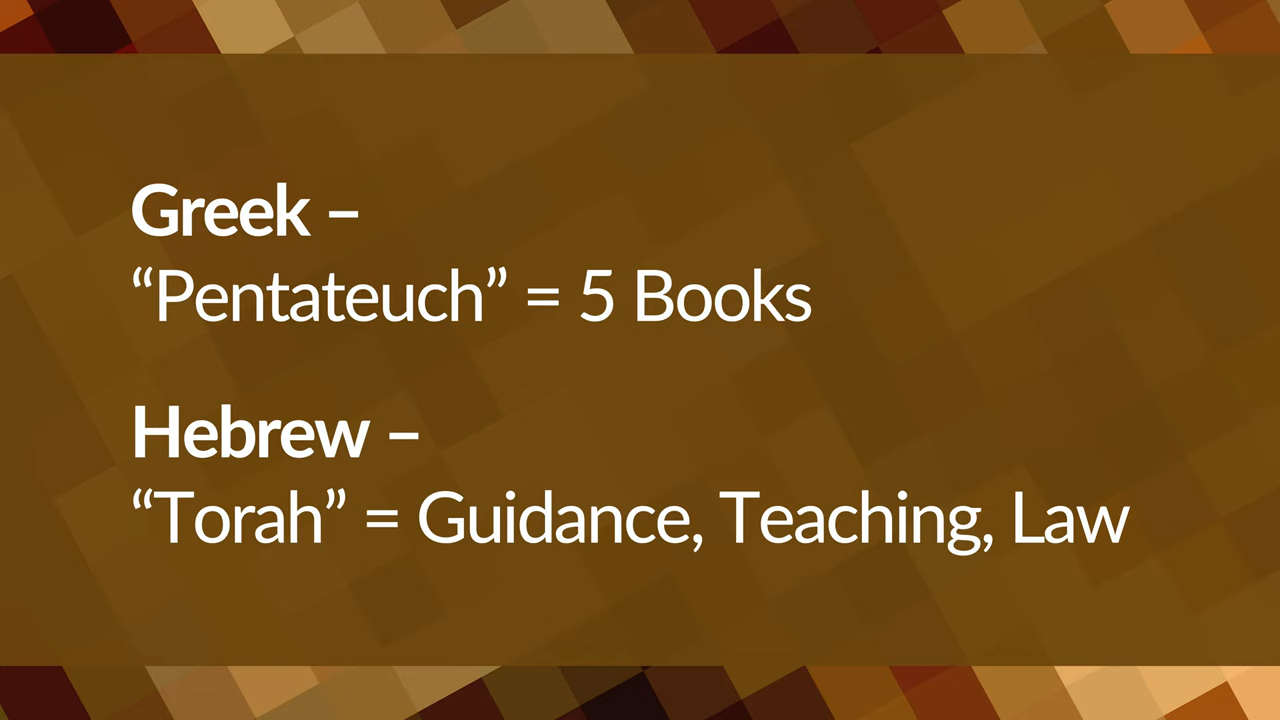 Greek –
“Pentateuch” = 5 Books
Hebrew –
“Torah” = Guidance, Teaching, Law